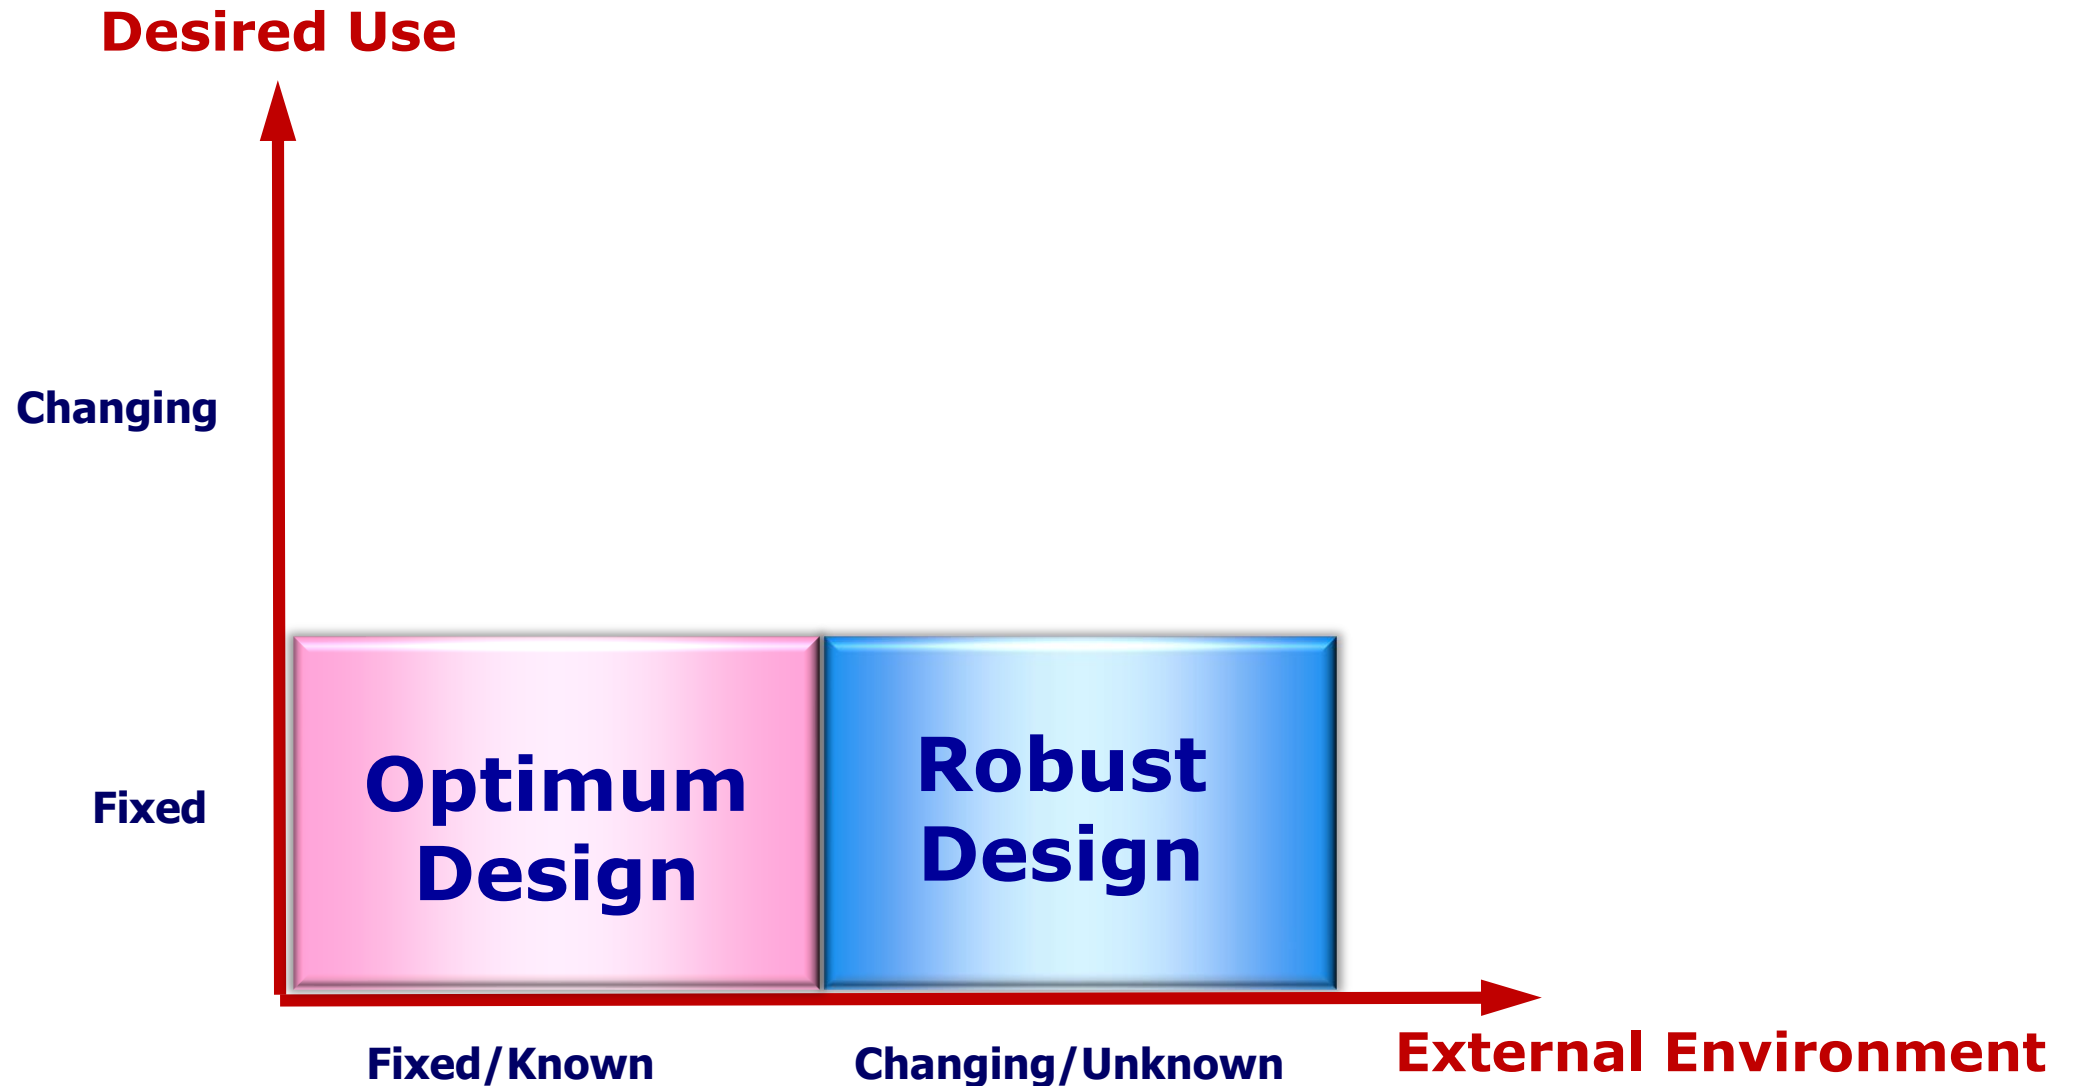 Desired Use
Changing
Fixed
Optimum
Design
Robust
Design
Fixed/Known
Changing/Unknown
External Environment